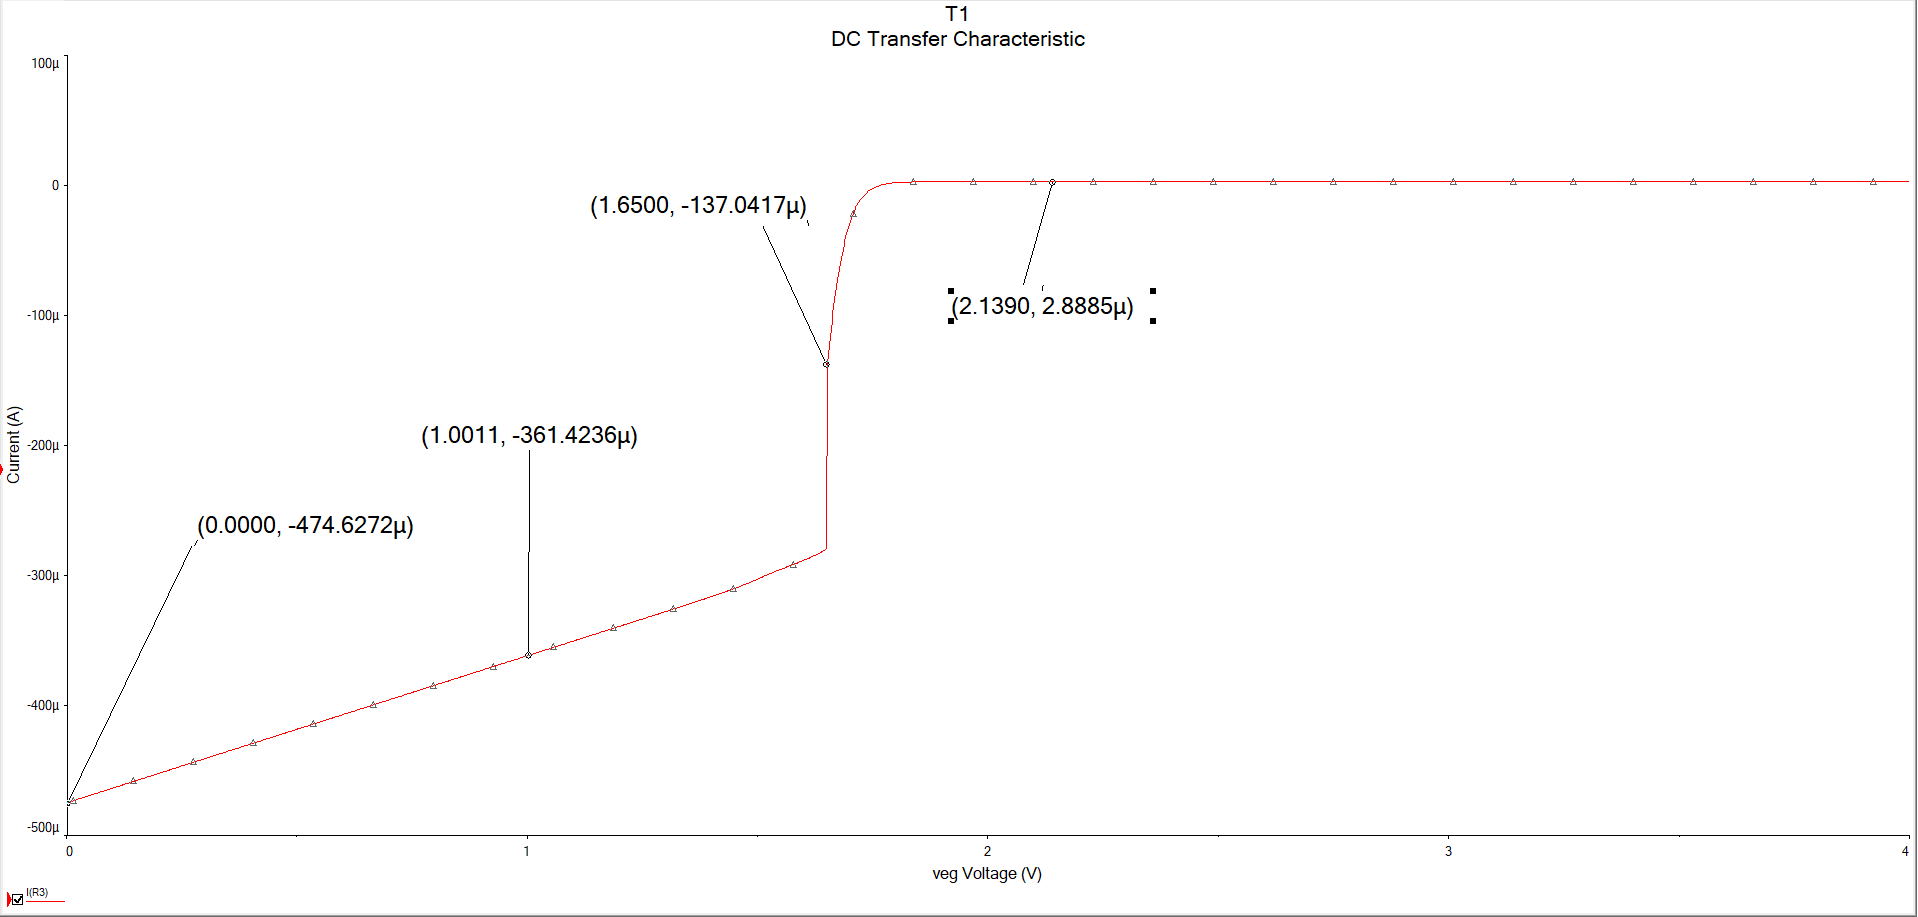 T1
DC Transfer Characteristic
100µ
0
-100µ
-200µ
-300µ
-400µ
-500µ
Current (A)
(1.6500, -137.0417µ)
(2.1390, 2.8885µ)
(1.0011, -361.4236µ)
(0.0000, -474.6272µ)
0
1
2
3
4
veg Voltage (V)
I(R3)